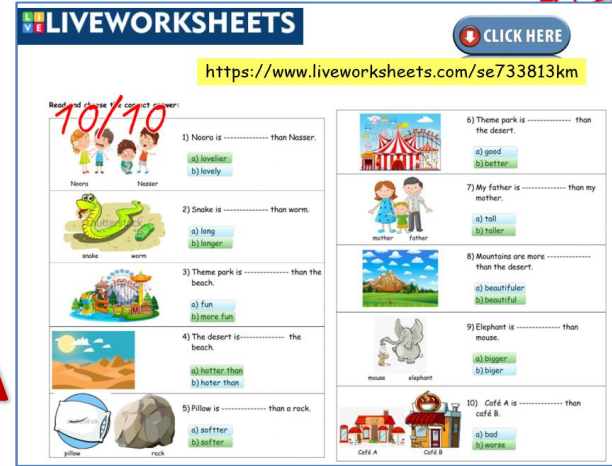 LIVE LIVEWORKSHEETS
CLICK HERE
https://www.liveworksheets.com/se733813km
Read and choose the correct answer:
10/10
1) Noora is -------------- than Nasser.
a) lovelier
b) lovely
Noora Nasser
2) Snake is -------------- than worm.
a) long
b) longer
snake worm
3) Theme park is -------------- than the
beach.
a) fun
b) more fun
4) The desert is-------------- the
beach.
a) hotter than
b) hoter than
5) Pillow is -------------- than a rock.
a) softter
b) softer
pillow rock
6) Theme park is -------------- than
the desert.
a) good
b) better
7) My father is -------------- than my
mother.
a) tall
b) taller
mother father
8) Mountains are more --------------
than the desert.
a) beautifuler
b) beautiful
9) Elephant is -------------- than
mouse.
a) bigger
b) biger
mouse elephant
10) Café A is -------------- than
café B.
a) bad
b) worse
Café A Café B